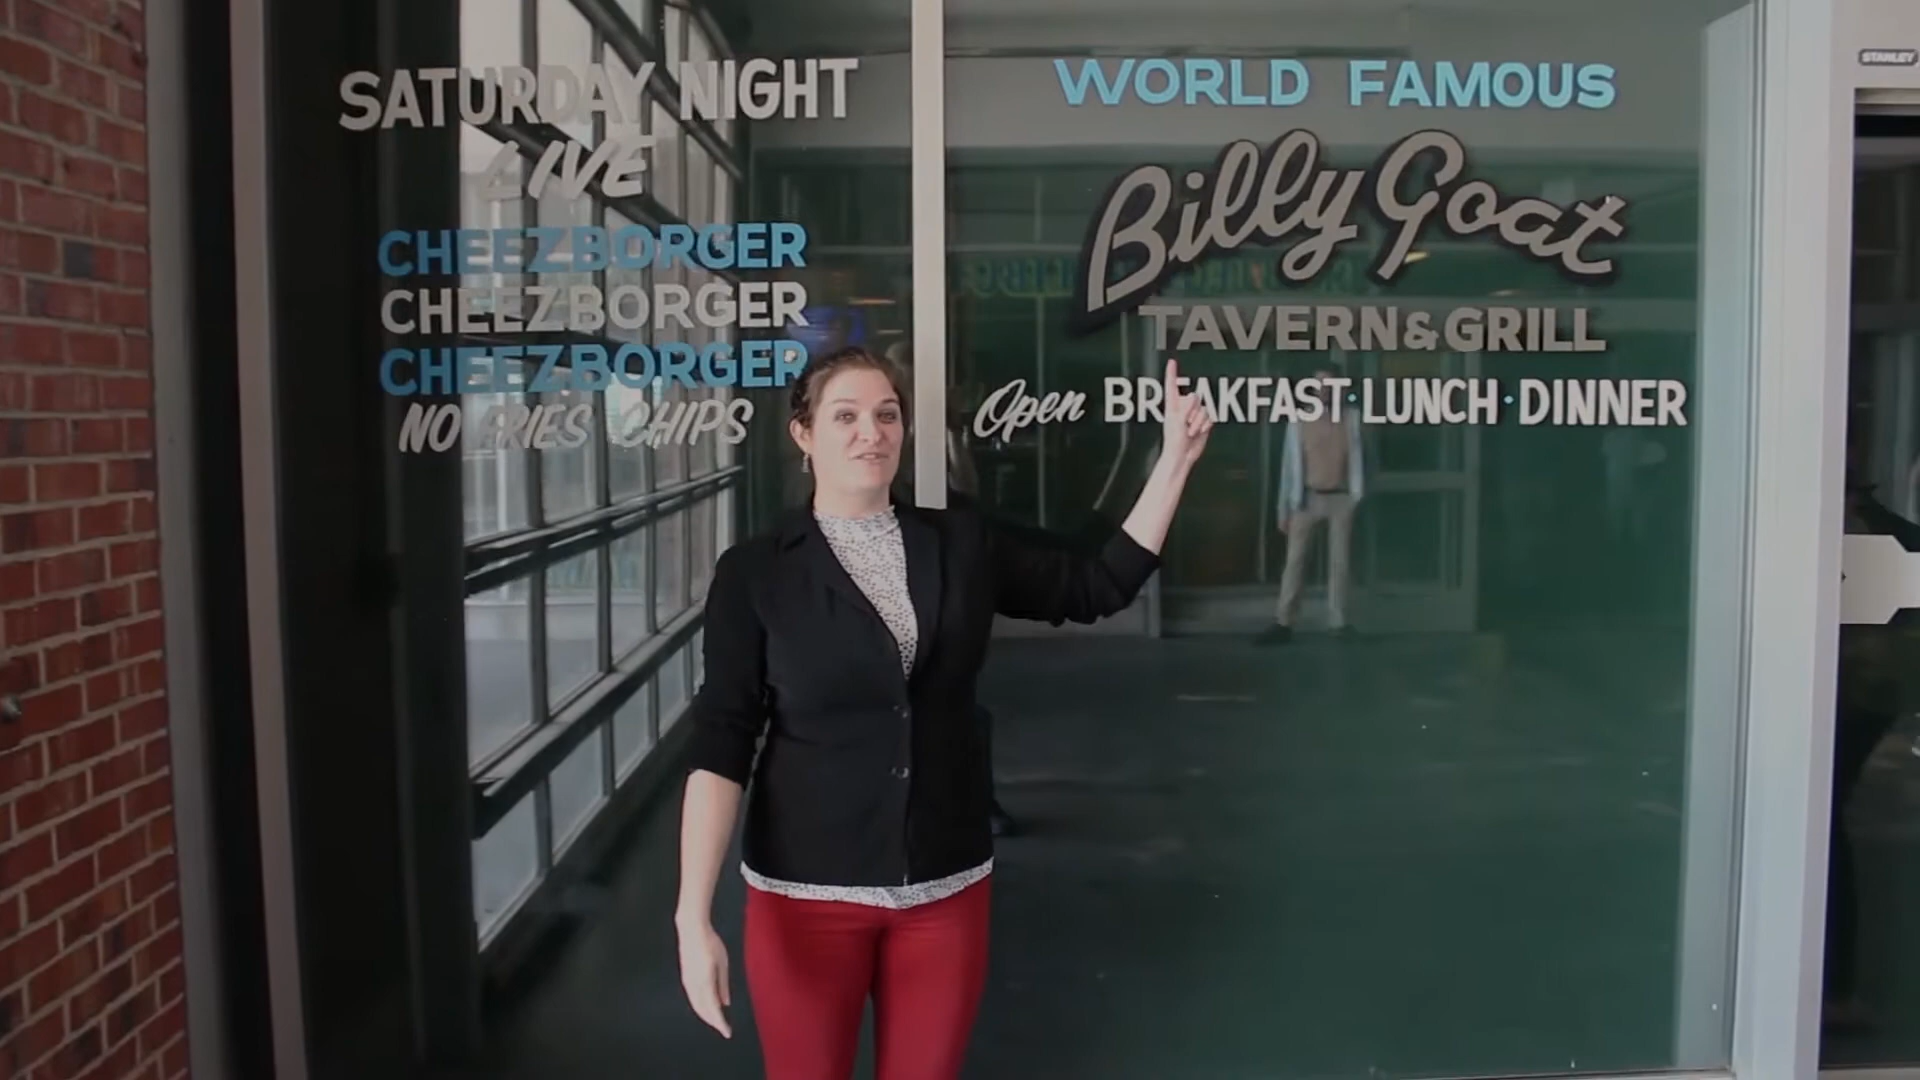 SATURDAY NIGHT
LIVE
CHEEZBORGER
CHEEZBORGER
CHEEZBORGER
NO FRIES CHIPS
WORLD FAMOUS
Billy Goat
TAVERN & GRILL
Open BREAKFAST · LUNCH · DINNER
STANLEY